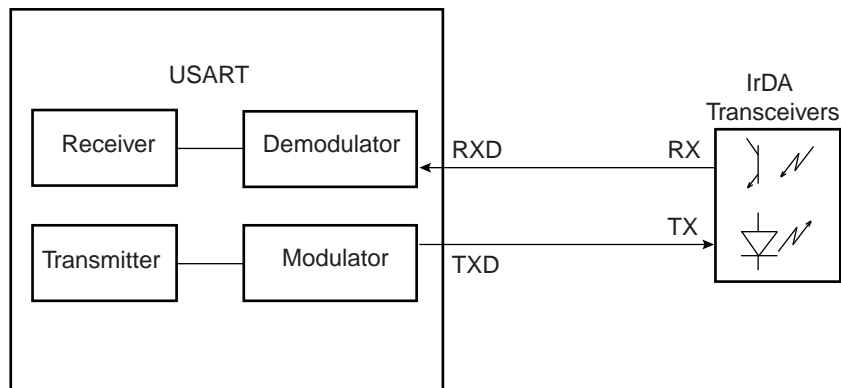 USART
IrDA
Transceivers
Receiver
Demodulator
RXD
RX
Transmitter
Modulator
TXD
TX